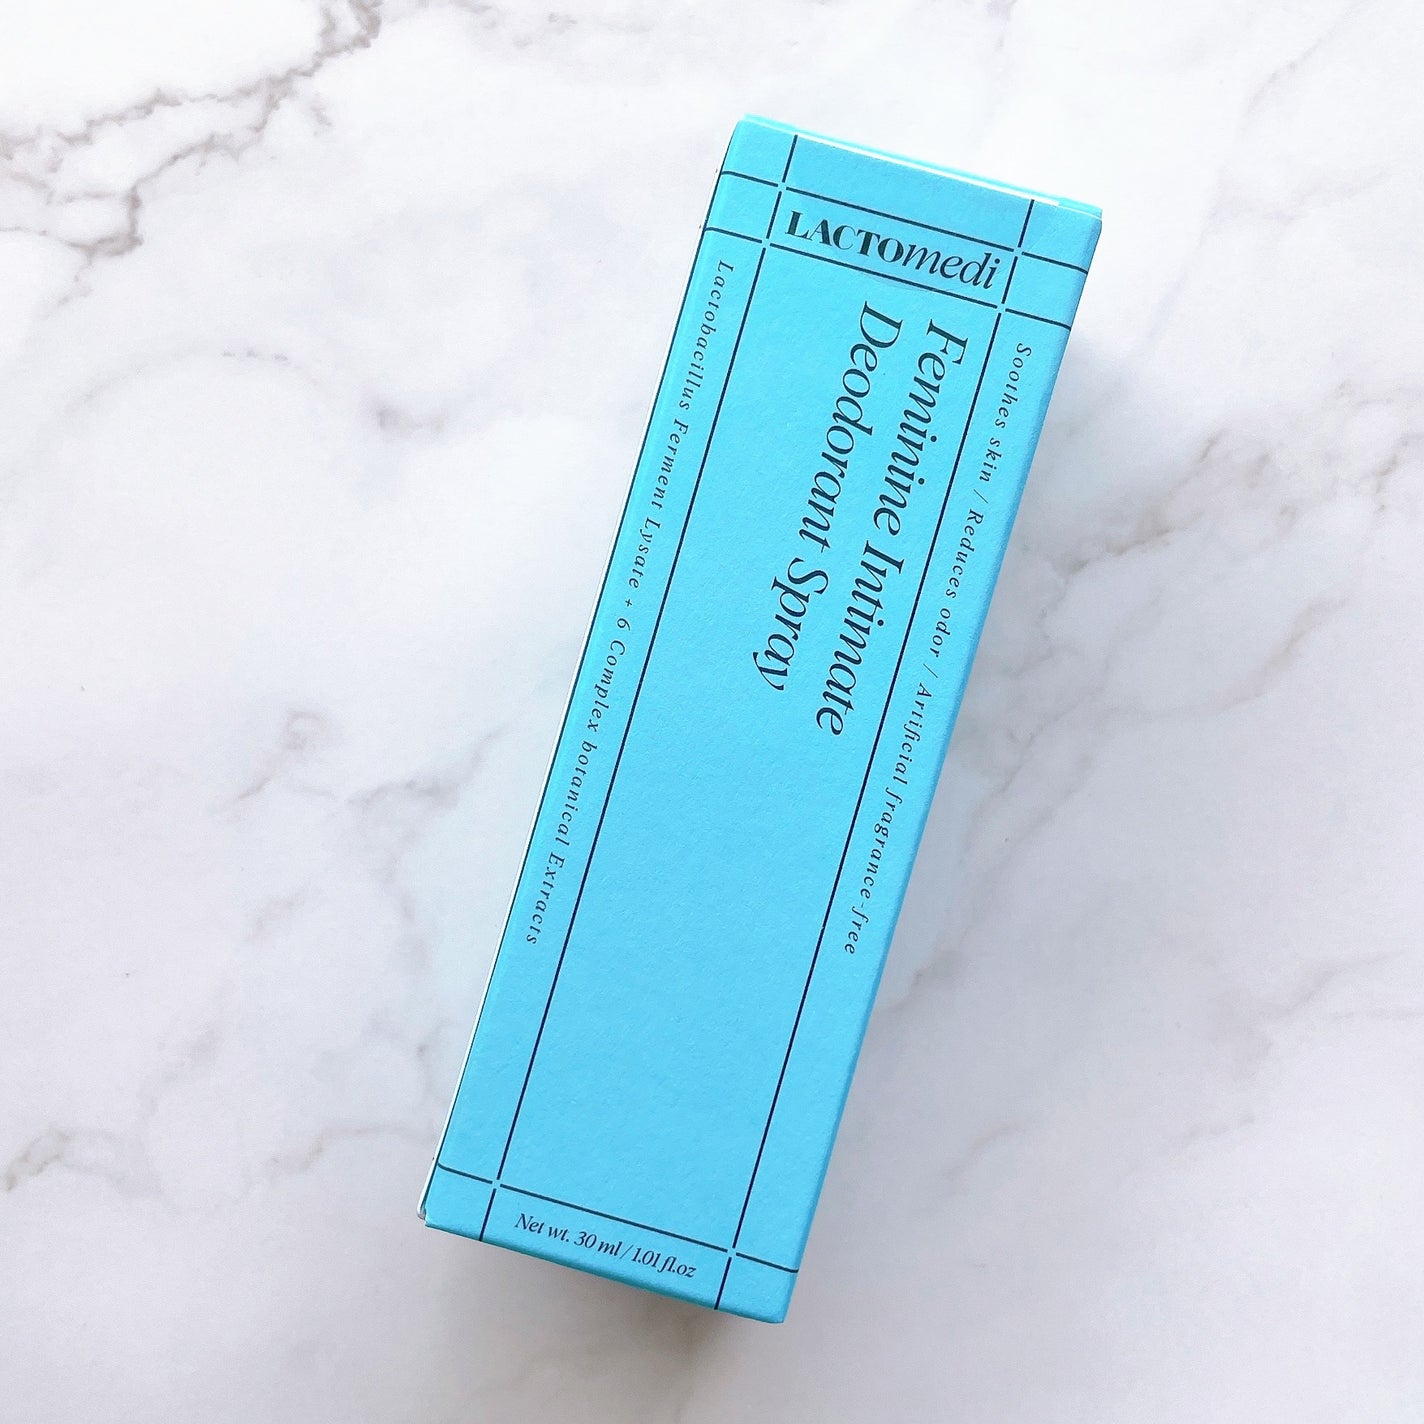 LACTOmedi
Feminine Intimate
Deodorant Spray
Soothes skin / Reduces odor / Artificial fragrance-free
Lactobacillus Ferment Lysate + 6 Complex botanical Extracts
Net wt. 30 ml / 1.01 fl.oz